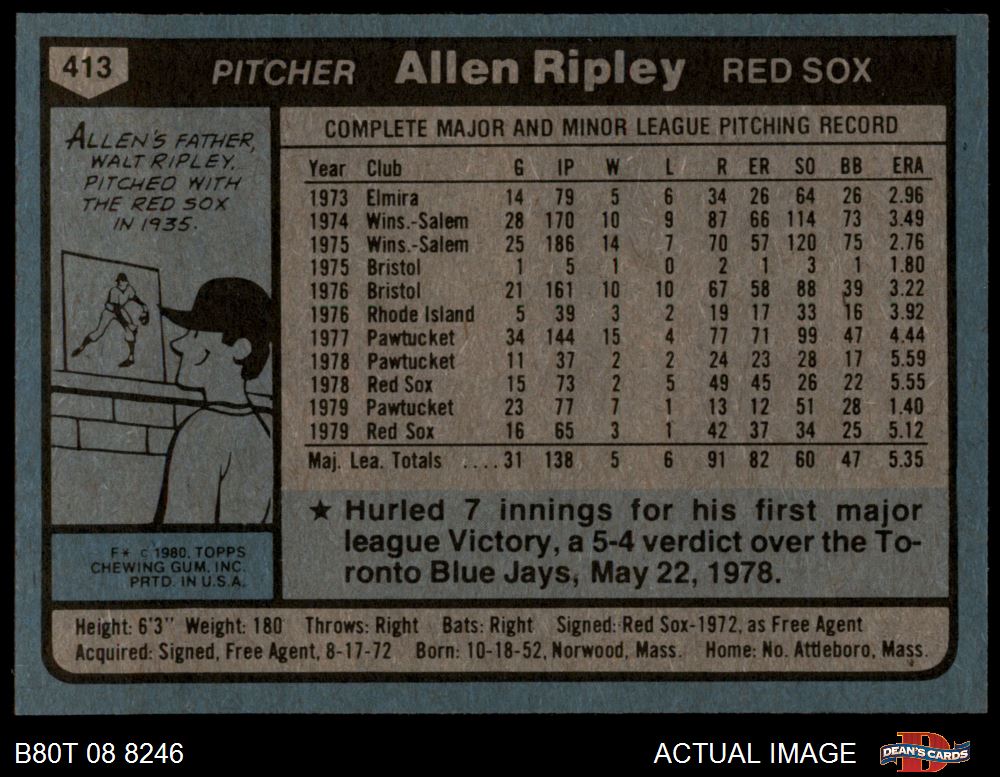 413 PITCHER Allen Ripley RED SOX
ALLEN'S FATHER,
WALT RIPLEY,
PITCHED WITH
THE RED SOX
IN 1935.
COMPLETE MAJOR AND MINOR LEAGUE PITCHING RECORD
Year Club G IP W L R ER SO BB ERA
1973 Elmira 14 79 5 6 34 26 64 26 2.96
1974 Wins.-Salem 28 170 10 9 87 66 114 73 3.49
1975 Wins.-Salem 25 186 14 7 70 57 120 75 2.76
1975 Bristol 1 5 1 0 2 1 3 1 1.80
1976 Bristol 21 161 10 10 67 58 88 39 3.22
1976 Rhode Island 5 39 3 2 19 17 33 16 3.92
1977 Pawtucket 34 144 15 4 77 71 99 47 4.44
1978 Pawtucket 11 37 2 2 24 23 28 17 5.59
1978 Red Sox 15 73 2 5 49 45 26 22 5.55
1979 Pawtucket 23 77 7 1 13 12 51 28 1.40
1979 Red Sox 16 65 3 1 42 37 34 25 5.12
Maj. Lea. Totals ....31 138 5 6 91 82 60 47 5.35
★ Hurled 7 innings for his first major
league Victory, a 5-4 verdict over the To-
ronto Blue Jays, May 22, 1978.
F* © 1980, TOPPS
CHEWING GUM, INC.
PRTD. IN U.S.A.
Height: 6'3" Weight: 180 Throws: Right Bats: Right Signed: Red Sox-1972, as Free Agent
Acquired: Signed, Free Agent, 8-17-72 Born: 10-18-52, Norwood, Mass. Home: No. Attleboro, Mass.
B80T 08 8246 ACTUAL IMAGE DEAN'S CARDS